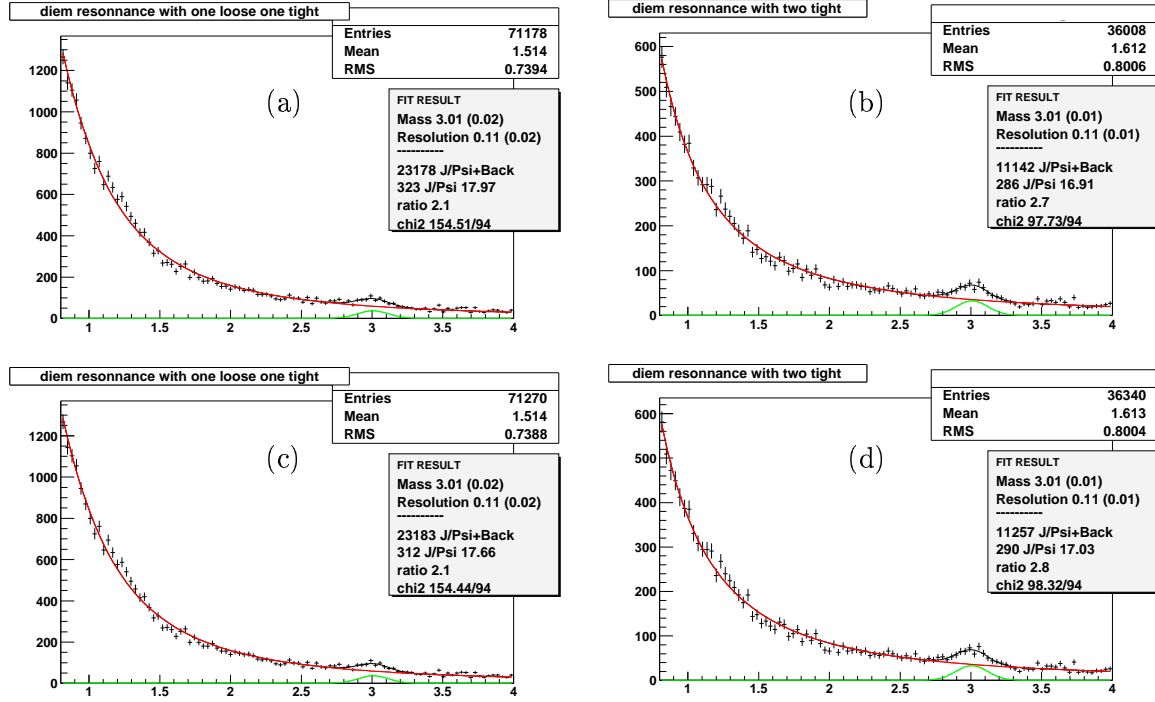 diem resonnance with one loose one tight
Entries 71178
Mean 1.514
RMS 0.7394
(a)
FIT RESULT
Mass 3.01 (0.02)
Resolution 0.11 (0.02)
----------
23178 J/Psi+Back
323 J/Psi 17.97
ratio 2.1
chi2 154.51/94
1200
1000
800
600
400
200
0
1 1.5 2 2.5 3 3.5 4
diem resonnance with two tight
Entries 36008
Mean 1.612
RMS 0.8006
(b)
FIT RESULT
Mass 3.01 (0.01)
Resolution 0.11 (0.01)
----------
11142 J/Psi+Back
286 J/Psi 16.91
ratio 2.7
chi2 97.73/94
600
500
400
300
200
100
0
1 1.5 2 2.5 3 3.5 4
diem resonnance with one loose one tight
Entries 71270
Mean 1.514
RMS 0.7388
(c)
FIT RESULT
Mass 3.01 (0.02)
Resolution 0.11 (0.02)
----------
23183 J/Psi+Back
312 J/Psi 17.66
ratio 2.1
chi2 154.44/94
1200
1000
800
600
400
200
0
1 1.5 2 2.5 3 3.5 4
diem resonnance with two tight
Entries 36340
Mean 1.613
RMS 0.8004
(d)
FIT RESULT
Mass 3.01 (0.01)
Resolution 0.11 (0.01)
----------
11257 J/Psi+Back
290 J/Psi 17.03
ratio 2.8
chi2 98.32/94
600
500
400
300
200
100
0
1 1.5 2 2.5 3 3.5 4